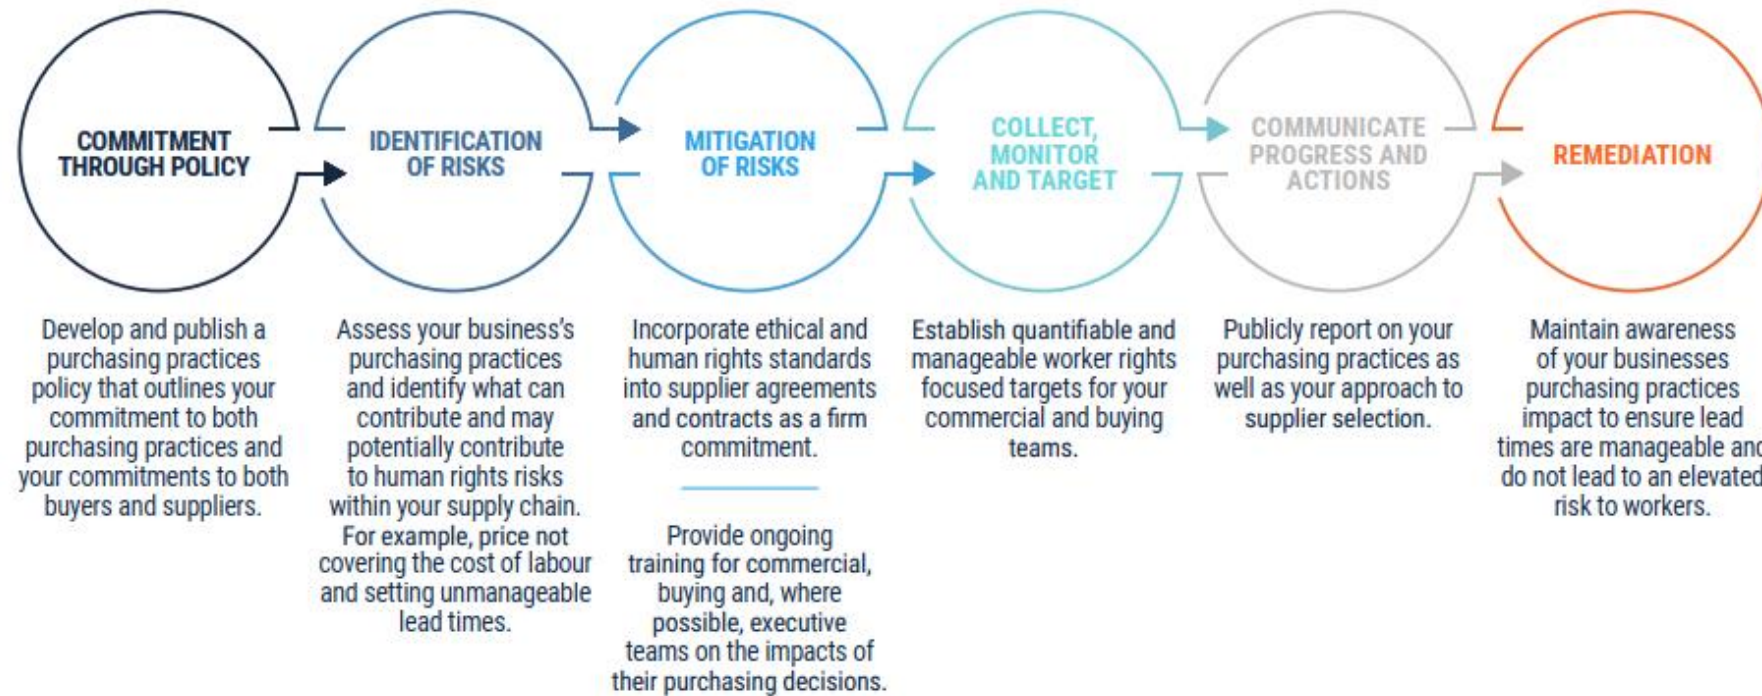 COMMITMENT
THROUGH POLICY
Develop and publish a
purchasing practices
policy that outlines your
commitment to both
purchasing practices and
your commitments to both
buyers and suppliers.
IDENTIFICATION
OF RISKS
Assess your business's
purchasing practices
and identify what can
contribute and may
potentially contribute
to human rights risks
within your supply chain.
For example, price not
covering the cost of labour
and setting unmanageable
lead times.
MITIGATION
OF RISKS
Incorporate ethical and
human rights standards
into supplier agreements
and contracts as a firm
commitment.
Provide ongoing
training for commercial,
buying and, where
possible, executive
teams on the impacts of
their purchasing decisions.
COLLECT,
MONITOR
AND TARGET
Establish quantifiable and
manageable worker rights
focused targets for your
commercial and buying
teams.
COMMUNICATE
PROGRESS AND
ACTIONS
Publicly report on your
purchasing practices as
well as your approach to
supplier selection.
REMEDIATION
Maintain awareness
of your businesses
purchasing practices
impact to ensure lead
times are manageable and
do not lead to an elevated
risk to workers.